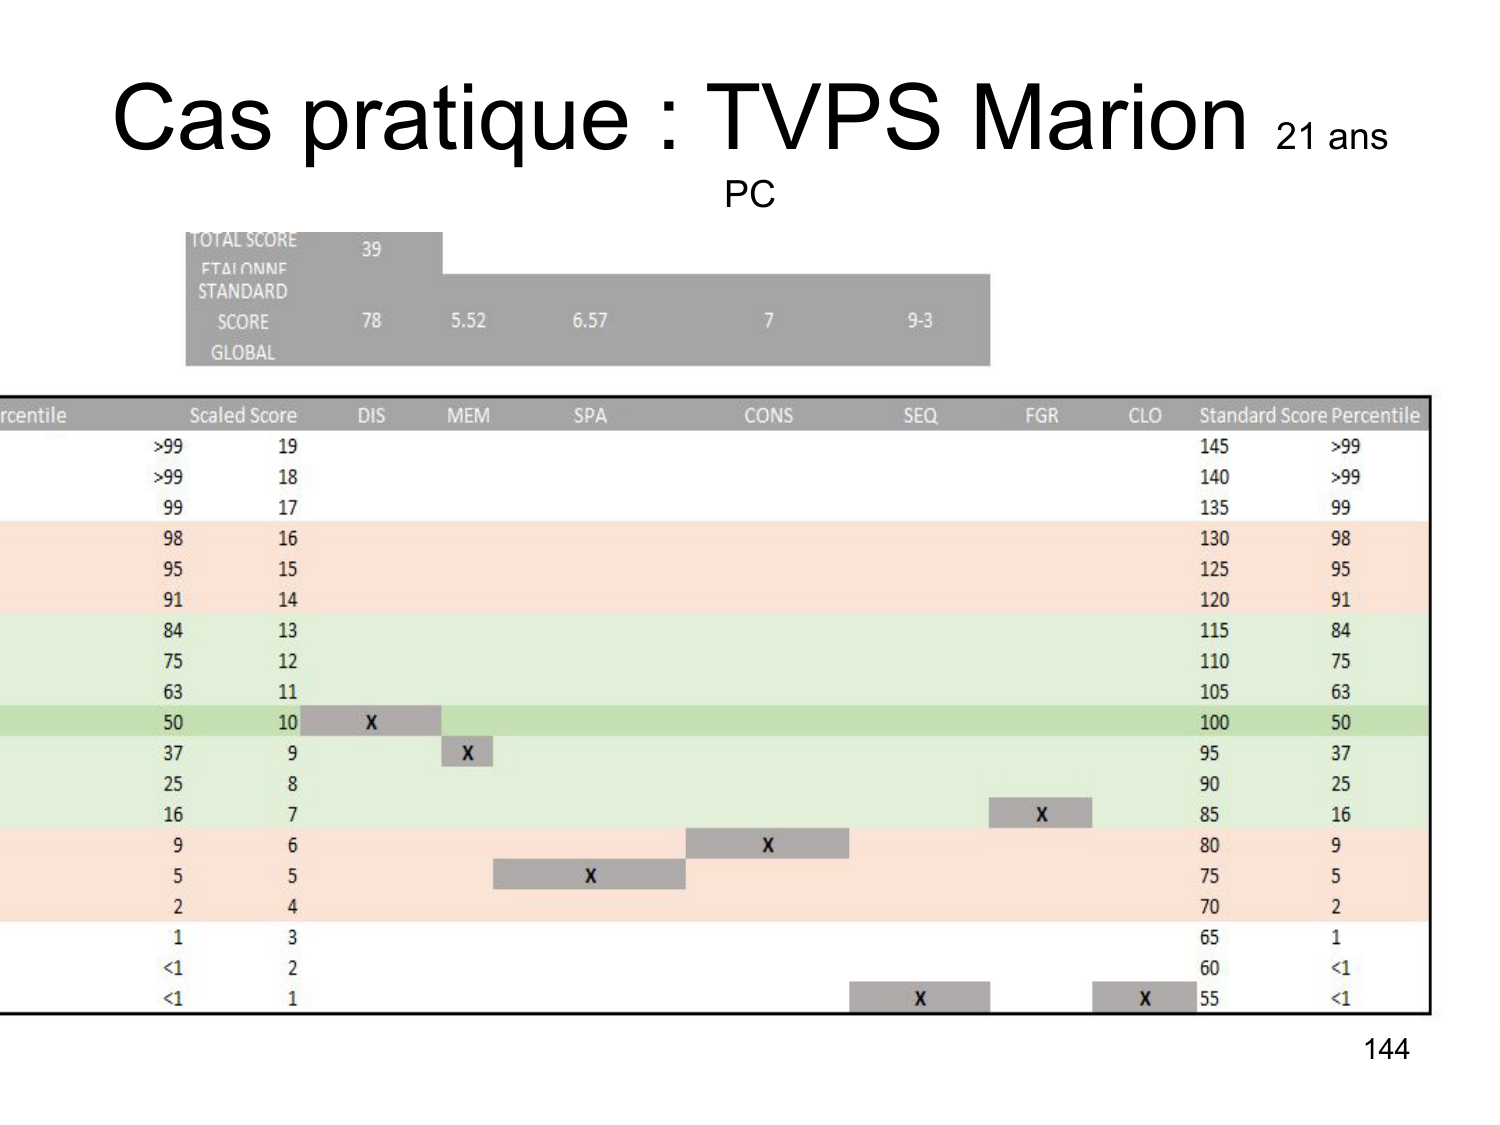 Cas pratique : TVPS Marion 21 ans
PC
TOTAL SCORE
ETALONNE 39
STANDARD
SCORE 78 5.52 6.57 7 9-3
GLOBAL
rcentile Scaled Score DIS MEM SPA CONS SEQ FGR CLO Standard Score Percentile
>99 19 145 >99
>99 18 140 >99
99 17 135 99
98 16 130 98
95 15 125 95
91 14 120 91
84 13 115 84
75 12 110 75
63 11 105 63
50 10 X 100 50
37 9 X 95 37
25 8 90 25
16 7 X 85 16
9 6 X 80 9
5 5 X 75 5
2 4 70 2
1 3 65 1
<1 2 60 <1
<1 1 X X 55 <1
144